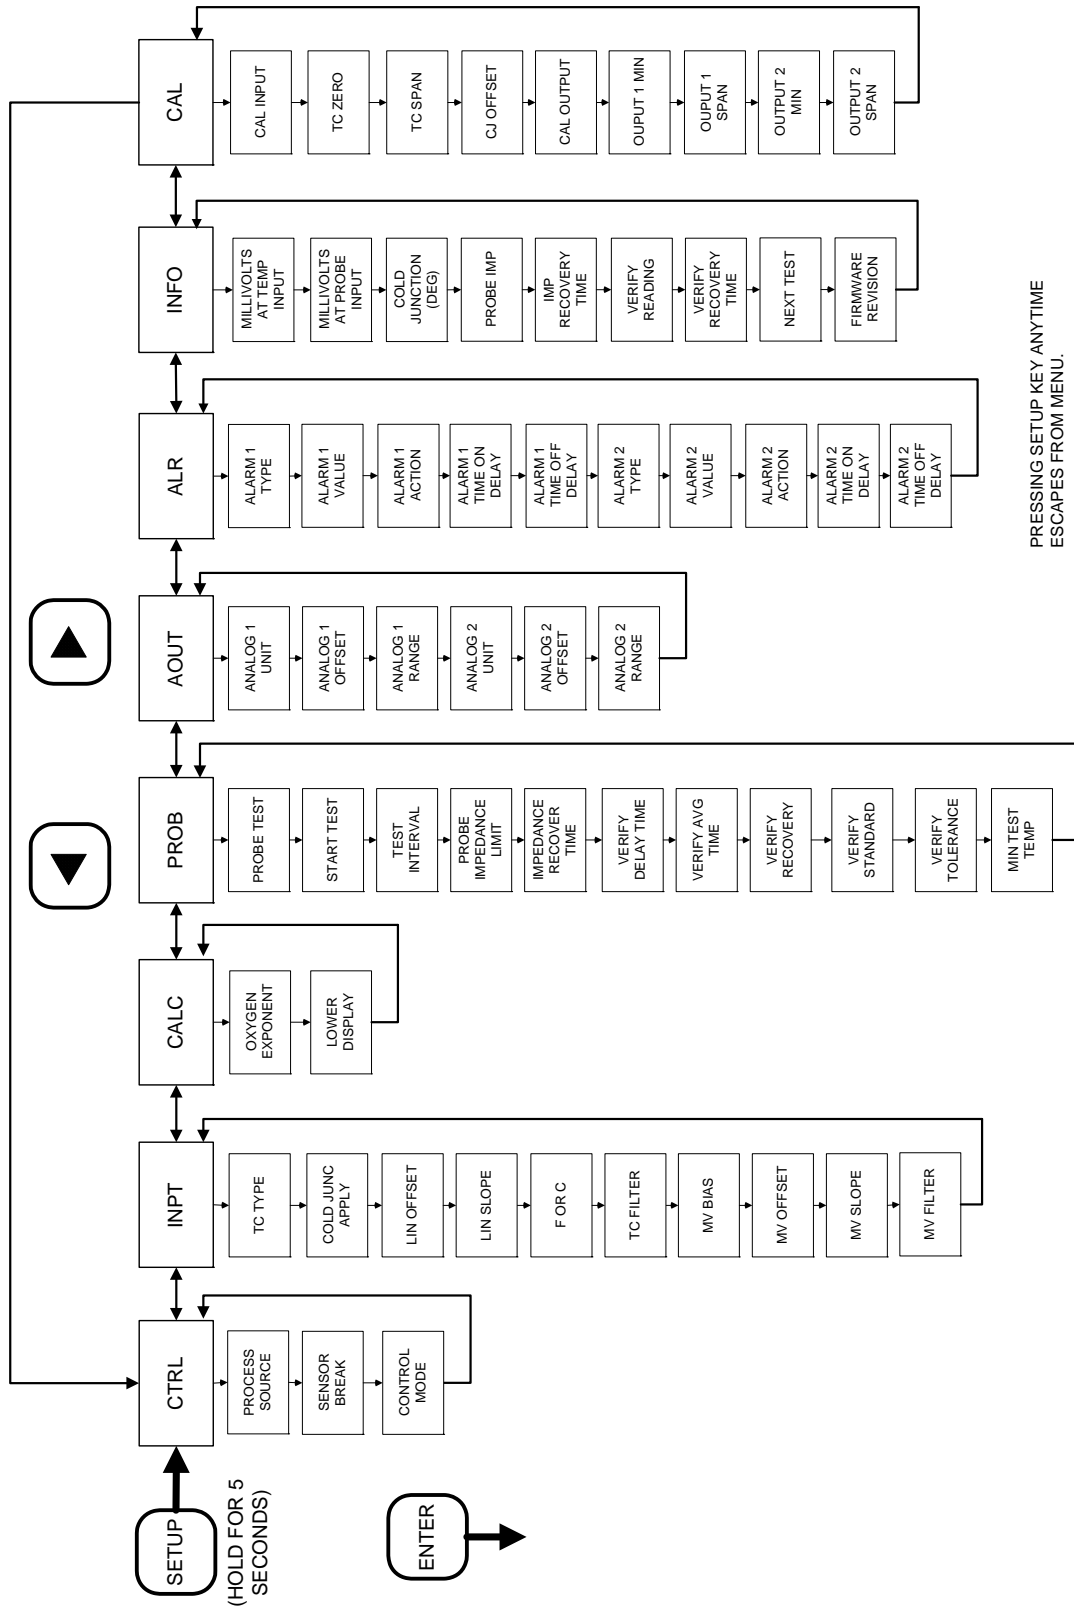 SETUP
(HOLD FOR 5
SECONDS)
ENTER
CTRL
PROCESS
SOURCE
SENSOR
BREAK
CONTROL
MODE
INPT
TC TYPE
COLD JUNC
APPLY
LIN OFFSET
LIN SLOPE
F OR C
TC FILTER
MV BIAS
MV OFFSET
MV SLOPE
MV FILTER
CALC
OXYGEN
EXPONENT
LOWER
DISPLAY
PROB
PROBE TEST
START TEST
TEST
INTERVAL
PROBE
IMPEDANCE
LIMIT
IMPEDANCE
RECOVER
TIME
VERIFY
DELAY TIME
VERIFY AVG
TIME
VERIFY
RECOVERY
VERIFY
STANDARD
VERIFY
TOLERANCE
MIN TEST
TEMP
AOUT
ANALOG 1
UNIT
ANALOG 1
OFFSET
ANALOG 1
RANGE
ANALOG 2
UNIT
ANALOG 2
OFFSET
ANALOG 2
RANGE
ALR
ALARM 1
TYPE
ALARM 1
VALUE
ALARM 1
ACTION
ALARM 1
TIME ON
DELAY
ALARM 1
TIME OFF
DELAY
ALARM 2
TYPE
ALARM 2
VALUE
ALARM 2
ACTION
ALARM 2
TIME ON
DELAY
ALARM 2
TIME OFF
DELAY
INFO
MILLIVOLTS
AT TEMP
INPUT
MILLIVOLTS
AT PROBE
INPUT
COLD
JUNCTION
(DEG)
PROBE IMP
IMP
RECOVERY
TIME
VERIFY
READING
VERIFY
RECOVERY
TIME
NEXT TEST
FIRMWARE
REVISION
CAL
CAL INPUT
TC ZERO
TC SPAN
CJ OFFSET
CAL OUTPUT
OUPUT 1 MIN
OUPUT 1
SPAN
OUTPUT 2
MIN
OUTPUT 2
SPAN
PRESSING SETUP KEY ANYTIME
ESCAPES FROM MENU.